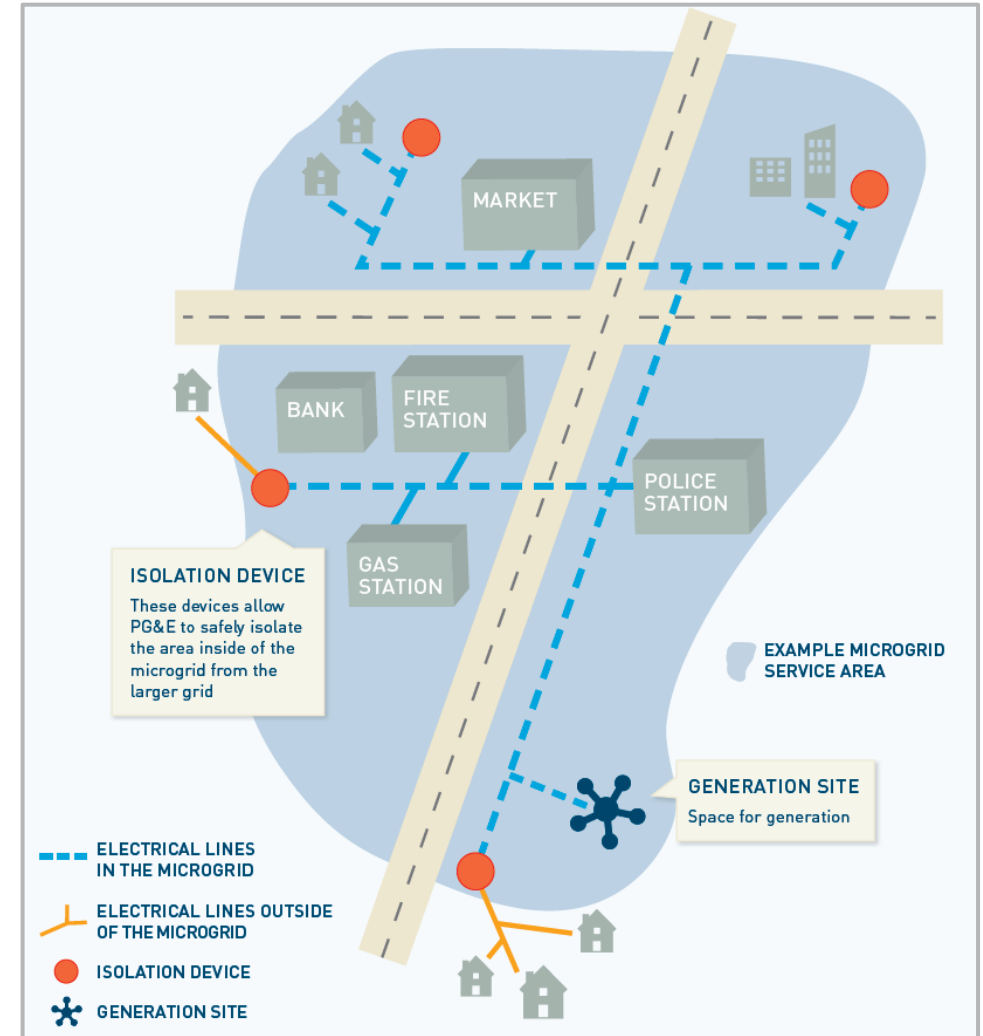 MARKET
BANK
FIRE
STATION
POLICE
STATION
GAS
STATION
ISOLATION DEVICE
These devices allow
PG&E to safely isolate
the area inside of the
microgrid from the
larger grid
EXAMPLE MICROGRID
SERVICE AREA
GENERATION SITE
Space for generation
ELECTRICAL LINES
IN THE MICROGRID
ELECTRICAL LINES OUTSIDE
OF THE MICROGRID
ISOLATION DEVICE
GENERATION SITE